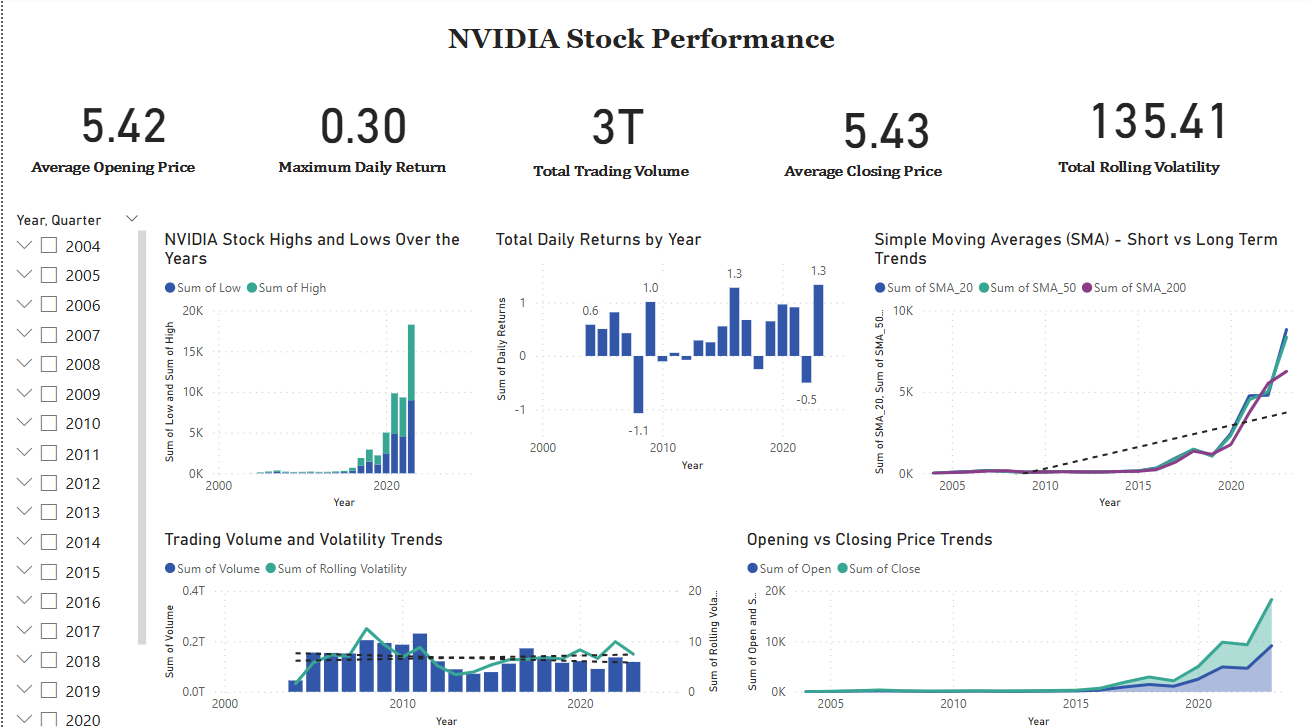 NVIDIA Stock Performance
5.42
Average Opening Price
0.30
Maximum Daily Return
3T
Total Trading Volume
5.43
Average Closing Price
135.41
Total Rolling Volatility
Year, Quarter
2004
2005
2006
2007
2008
2009
2010
2011
2012
2013
2014
2015
2016
2017
2018
2019
2020
NVIDIA Stock Highs and Lows Over the
Years
Sum of Low Sum of High
Sum of Low and Sum of High
20K
15K
10K
5K
0K
2000 2020
Year
Total Daily Returns by Year
Sum of Daily Returns
1
0
-1
0.6
1.0
1.3
1.3
-1.1
-0.5
2000 2010 2020
Year
Simple Moving Averages (SMA) - Short vs Long Term
Trends
Sum of SMA_20 Sum of SMA_50 Sum of SMA_200
Sum of SMA_20, Sum of SMA_50...
10K
5K
0K
2005 2010 2015 2020
Year
Trading Volume and Volatility Trends
Sum of Volume Sum of Rolling Volatility
Sum of Volume
0.4T
0.2T
0.0T
20
10
0
Sum of Rolling Vola...
2000 2010 2020
Year
Opening vs Closing Price Trends
Sum of Open Sum of Close
Sum of Open and S...
20K
10K
0K
2005 2010 2015 2020
Year